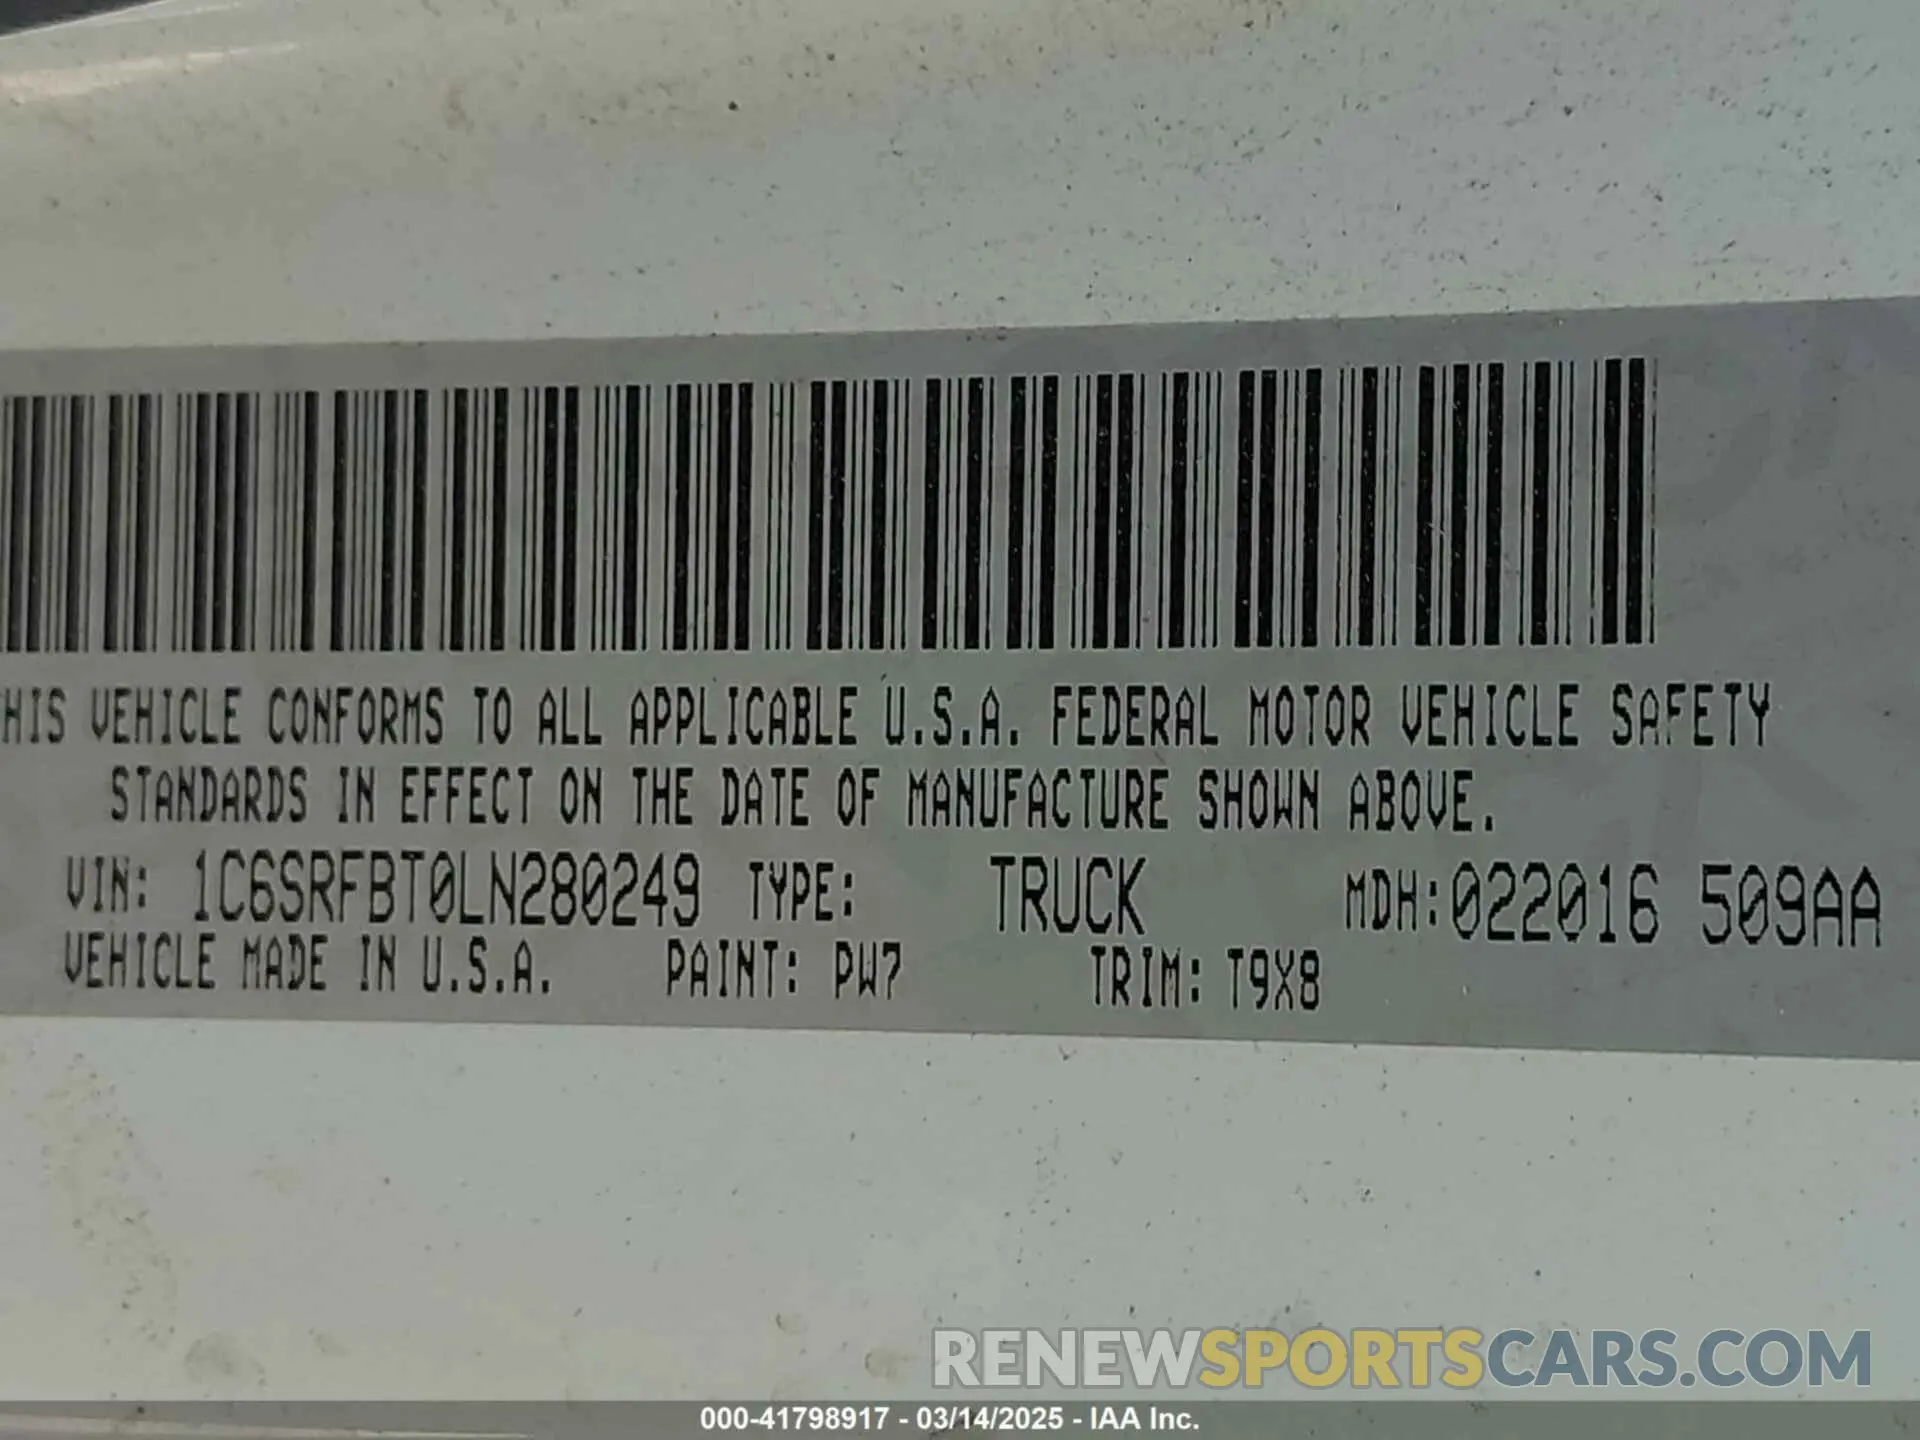 HIS VEHICLE CONFORMS TO ALL APPLICABLE U.S.A. FEDERAL MOTOR VEHICLE SAFETY
STANDARDS IN EFFECT ON THE DATE OF MANUFACTURE SHOWN ABOVE.
VIN: 1C6SRFBT0LN280249 TYPE: TRUCK MDH:022016 509AA
VEHICLE MADE IN U.S.A. PAINT: PW7 TRIM: T9X8
RENEWSPORTSCARS.COM
000-41798917 - 03/14/2025 - IAA Inc.